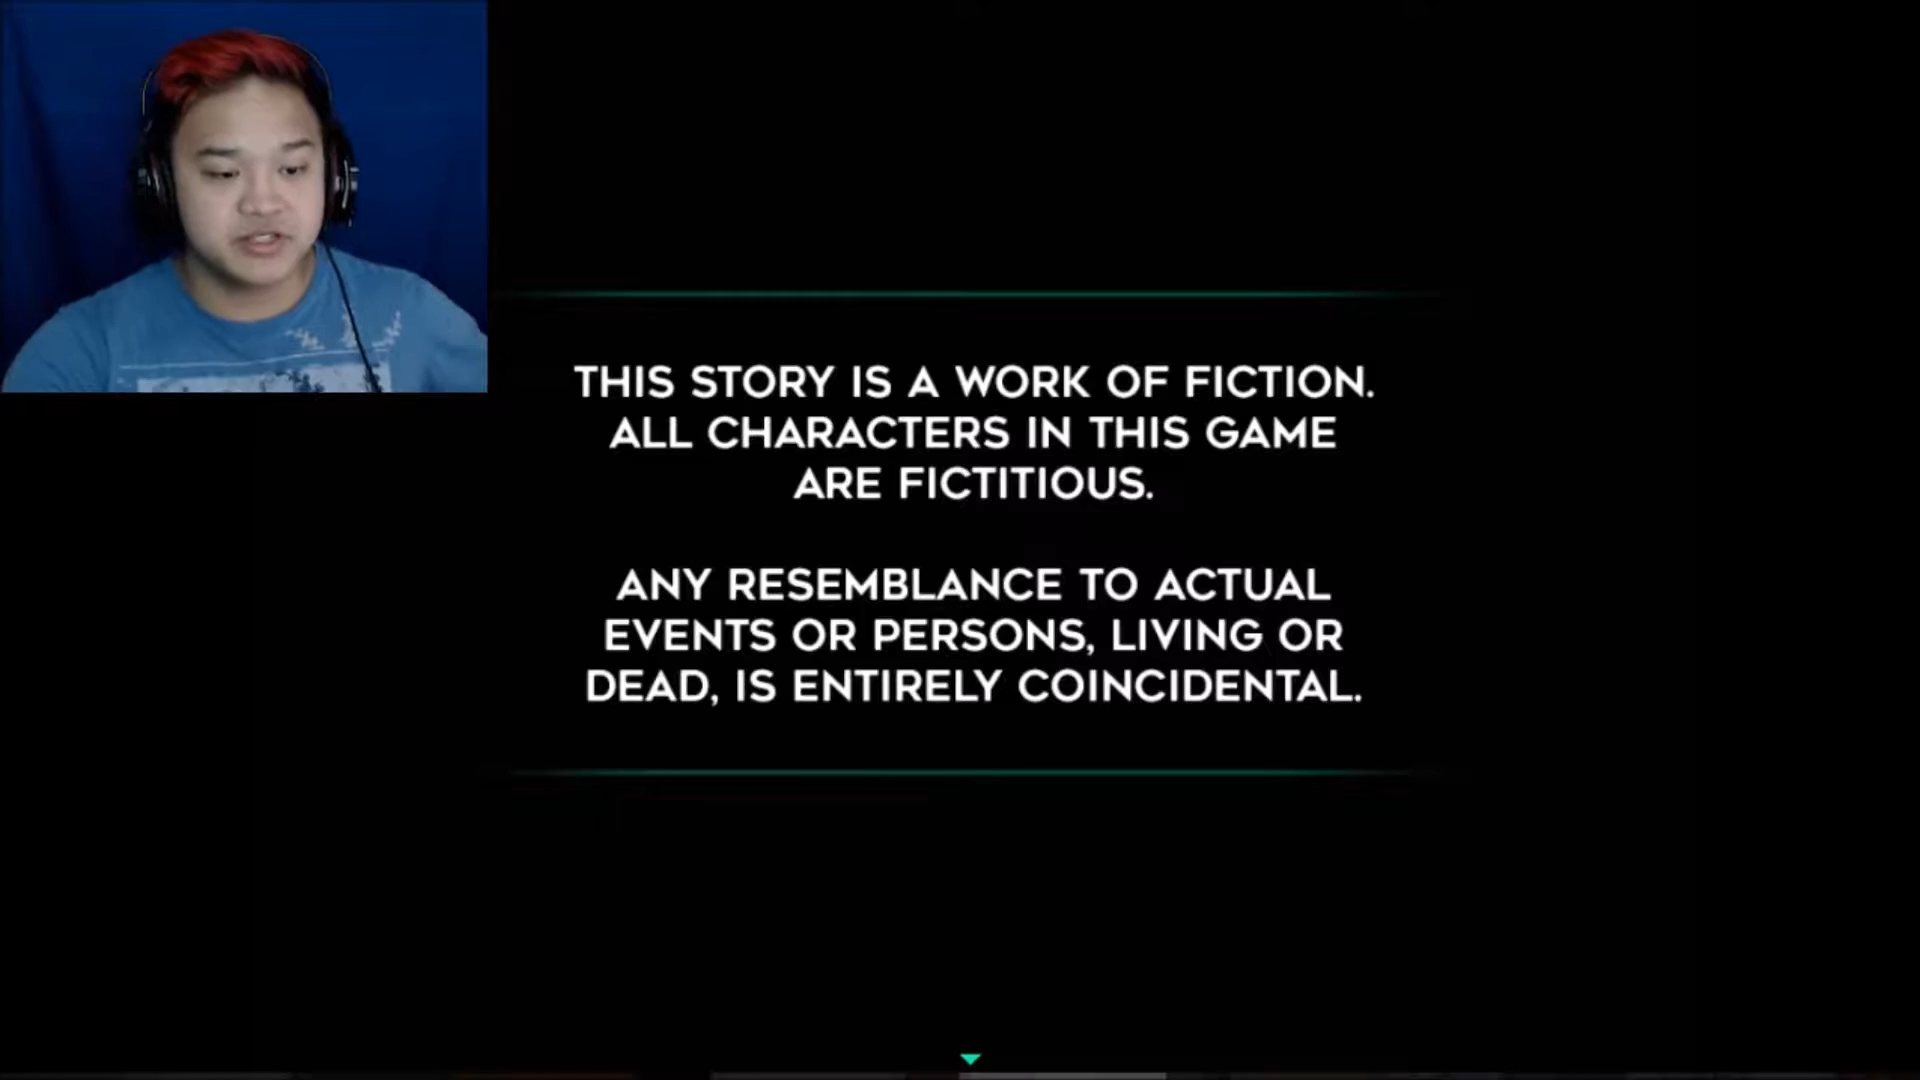 THIS STORY IS A WORK OF FICTION.
ALL CHARACTERS IN THIS GAME
ARE FICTITIOUS.
ANY RESEMBLANCE TO ACTUAL
EVENTS OR PERSONS, LIVING OR
DEAD, IS ENTIRELY COINCIDENTAL.